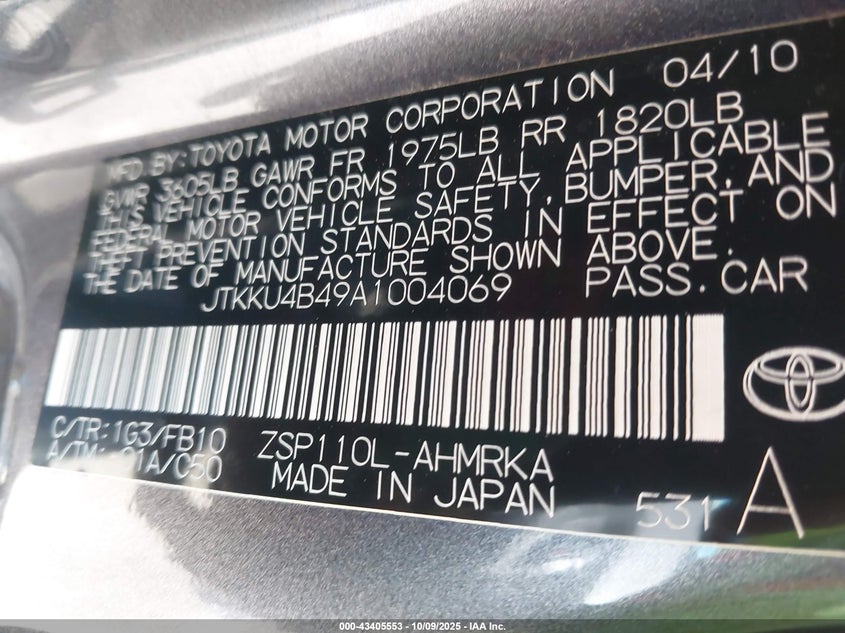 MFD. BY: TOYOTA MOTOR CORPORATION 04/10
GVWR 3605LB GAWR FR 1975LB RR 1820LB
THIS VEHICLE CONFORMS TO ALL APPLICABLE
FEDERAL MOTOR VEHICLE SAFETY, BUMPER, AND
THEFT PREVENTION STANDARDS IN EFFECT ON
THE DATE OF MANUFACTURE SHOWN ABOVE.
JTKKU4B49A1004069 PASS. CAR
C/TR: 1G3/FB10 ZSP110L-AHMRKA
A/TM: 01A/C50 MADE IN JAPAN 531 A
000-43405553 - 10/09/2025 - IAA Inc.